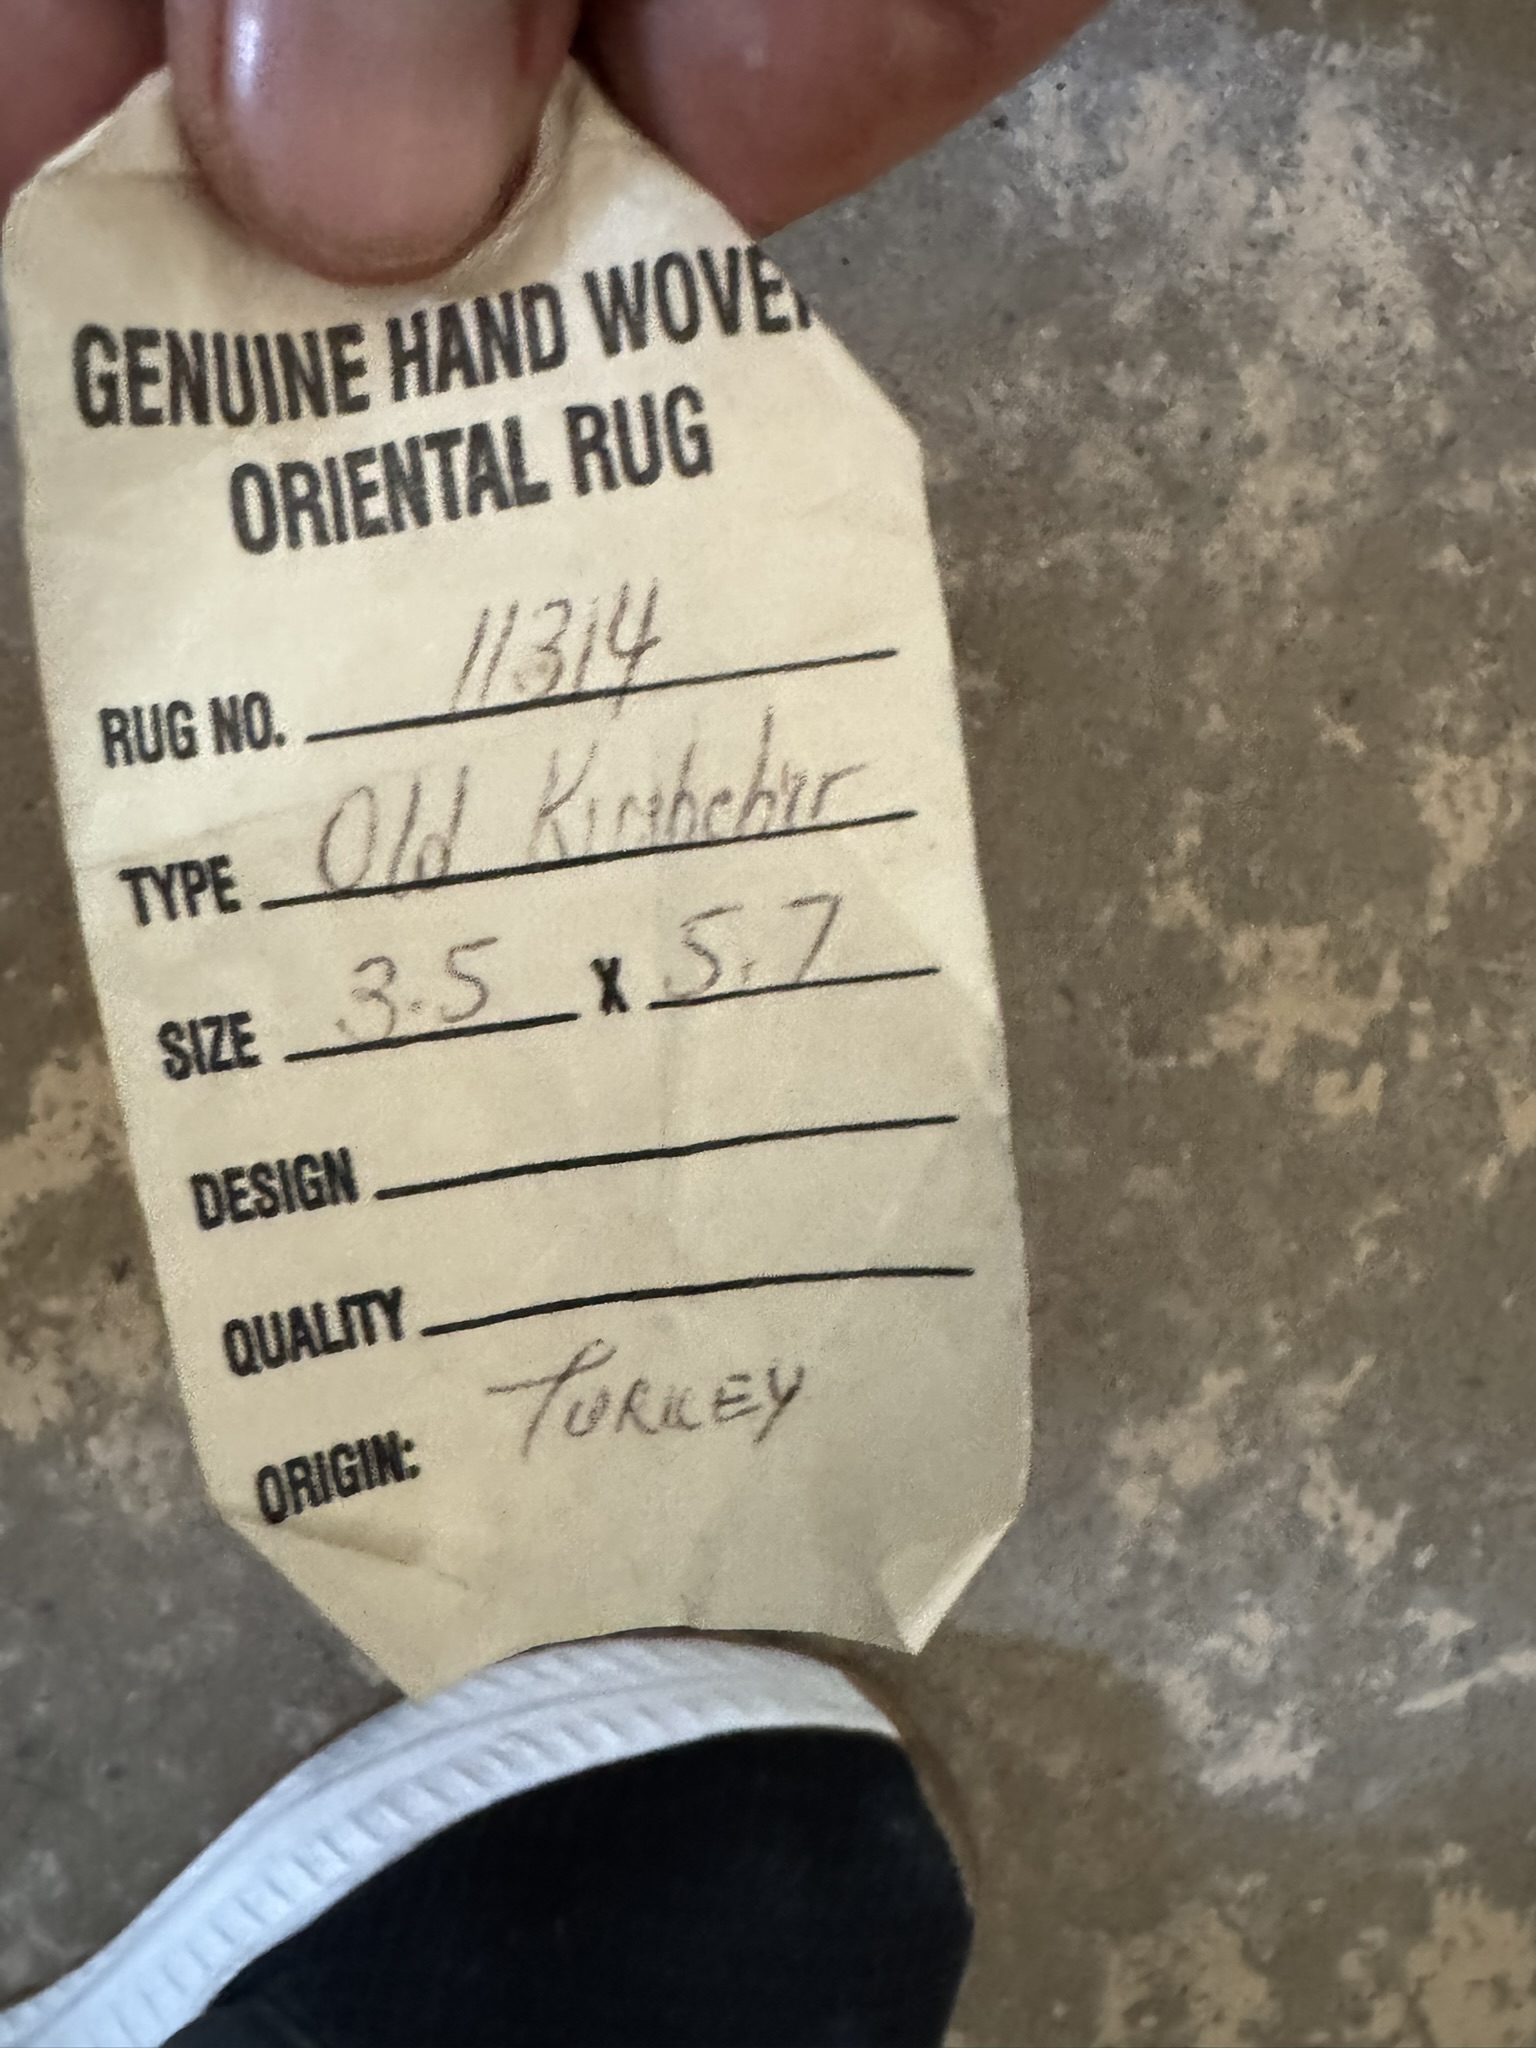 GENUINE HAND WOVEN
ORIENTAL RUG
RUG NO. 11314
TYPE Old Kirshehir
SIZE 3.5 X 5.7
DESIGN
QUALITY
ORIGIN: TURKEY